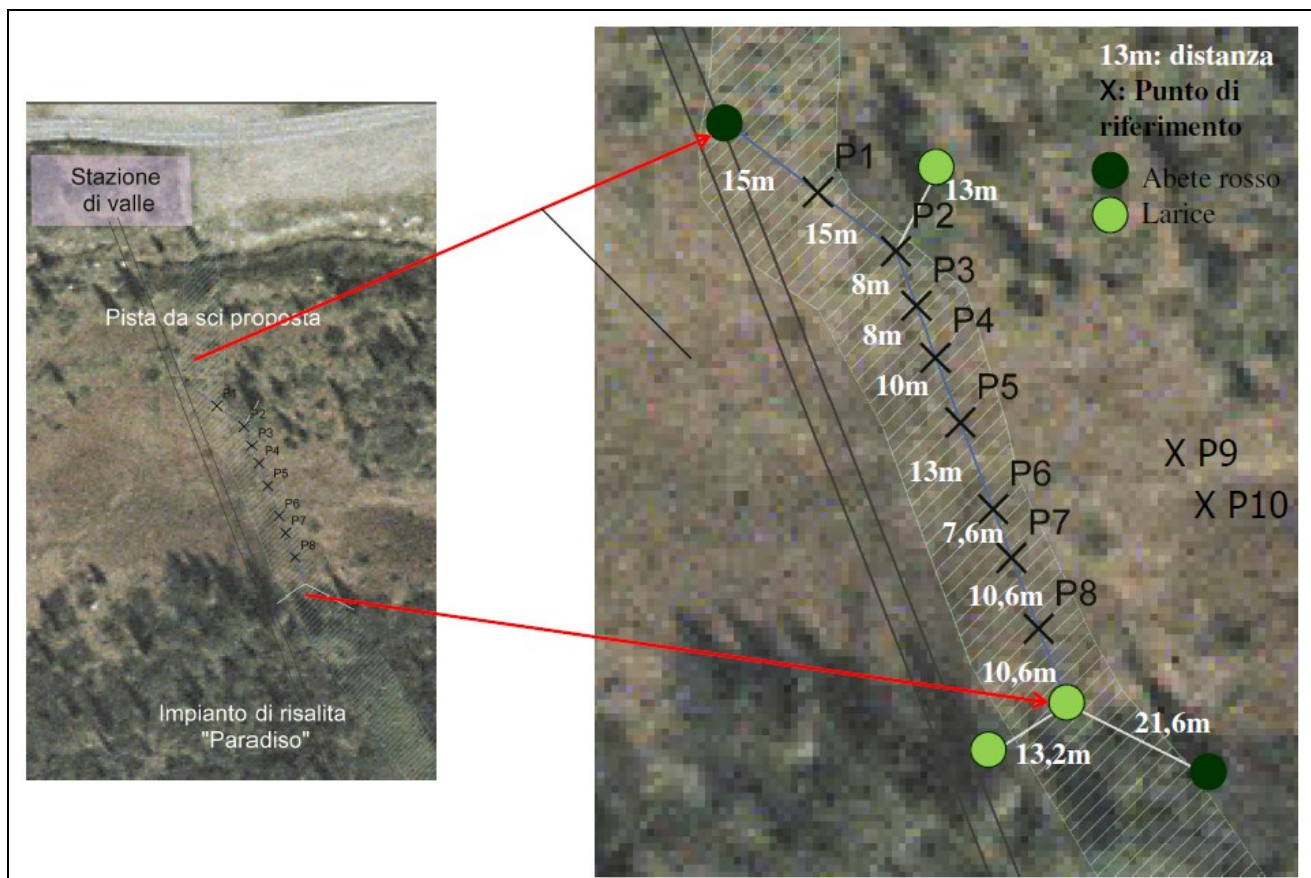 Stazione
di valle
Pista da sci proposta
P1
P2
P3
P4
P5
P6
P7
P8
Impianto di risalita
"Paradiso"
13m: distanza
X: Punto di
riferimento
Abete rosso
Larice
P1
15m
13m
15m
P2
8m
P3
8m
P4
10m
P5
X P9
13m
P6
X P10
7,6m
P7
10,6m
P8
10,6m
21,6m
13,2m